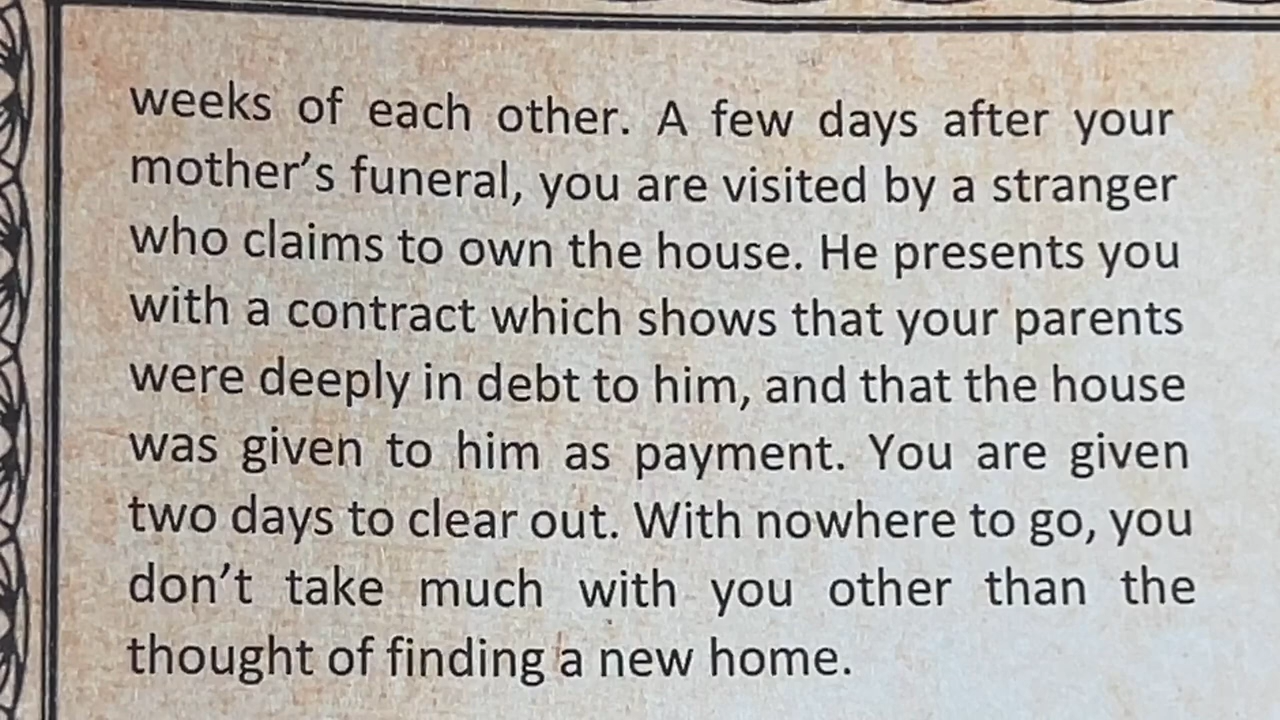 weeks of each other. A few days after your
mother’s funeral, you are visited by a stranger
who claims to own the house. He presents you
with a contract which shows that your parents
were deeply in debt to him, and that the house
was given to him as payment. You are given
two days to clear out. With nowhere to go, you
don’t take much with you other than the
thought of finding a new home.